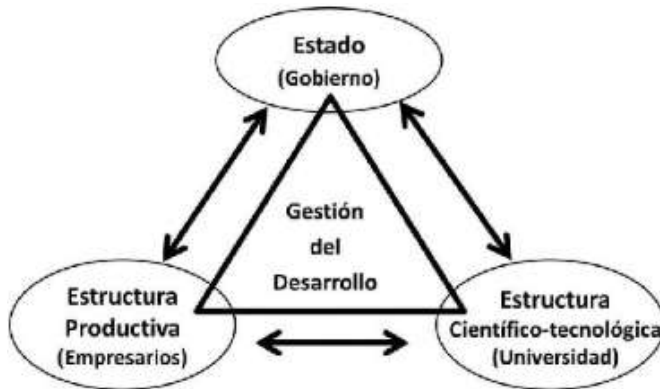 Estado
(Gobierno)
Gestión
del
Desarrollo
Estructura
Productiva
(Empresarios)
Estructura
Científico-tecnológica
(Universidad)